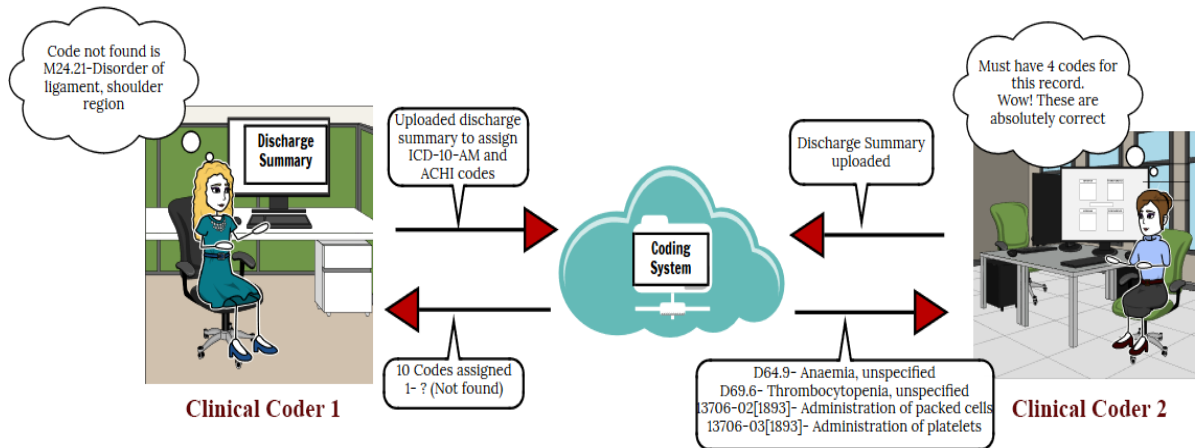 Code not found is
M24.21-Disorder of
ligament, shoulder
region
Discharge
Summary
Uploaded discharge
summary to assign
ICD-10-AM and
ACHI codes
Coding
System
Discharge Summary
uploaded
Must have 4 codes for
this record.
Wow! These are
absolutely correct
10 Codes assigned
1- ? (Not found)
D64.9- Anaemia, unspecified
D69.6- Thrombocytopenia, unspecified
13706-02[1893]- Administration of packed cells
13706-03[1893]- Administration of platelets
Clinical Coder 1
Clinical Coder 2